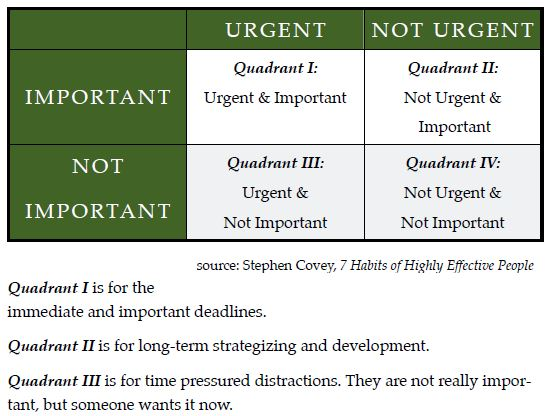 URGENT NOT URGENT
IMPORTANT
Quadrant I:
Urgent & Important
Quadrant II:
Not Urgent &
Important
NOT
IMPORTANT
Quadrant III:
Urgent &
Not Important
Quadrant IV:
Not Urgent &
Not Important
source: Stephen Covey, 7 Habits of Highly Effective People
Quadrant I is for the
immediate and important deadlines.
Quadrant II is for long-term strategizing and development.
Quadrant III is for time pressured distractions. They are not really impor-
tant, but someone wants it now.